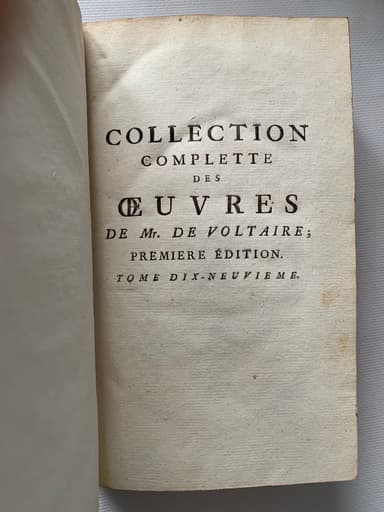 COLLECTION
COMPLETTE
DES
ŒUVRES
DE Mr. DE VOLTAIRE;
PREMIERE ÉDITION.
TOME DIX-NEUVIEME.